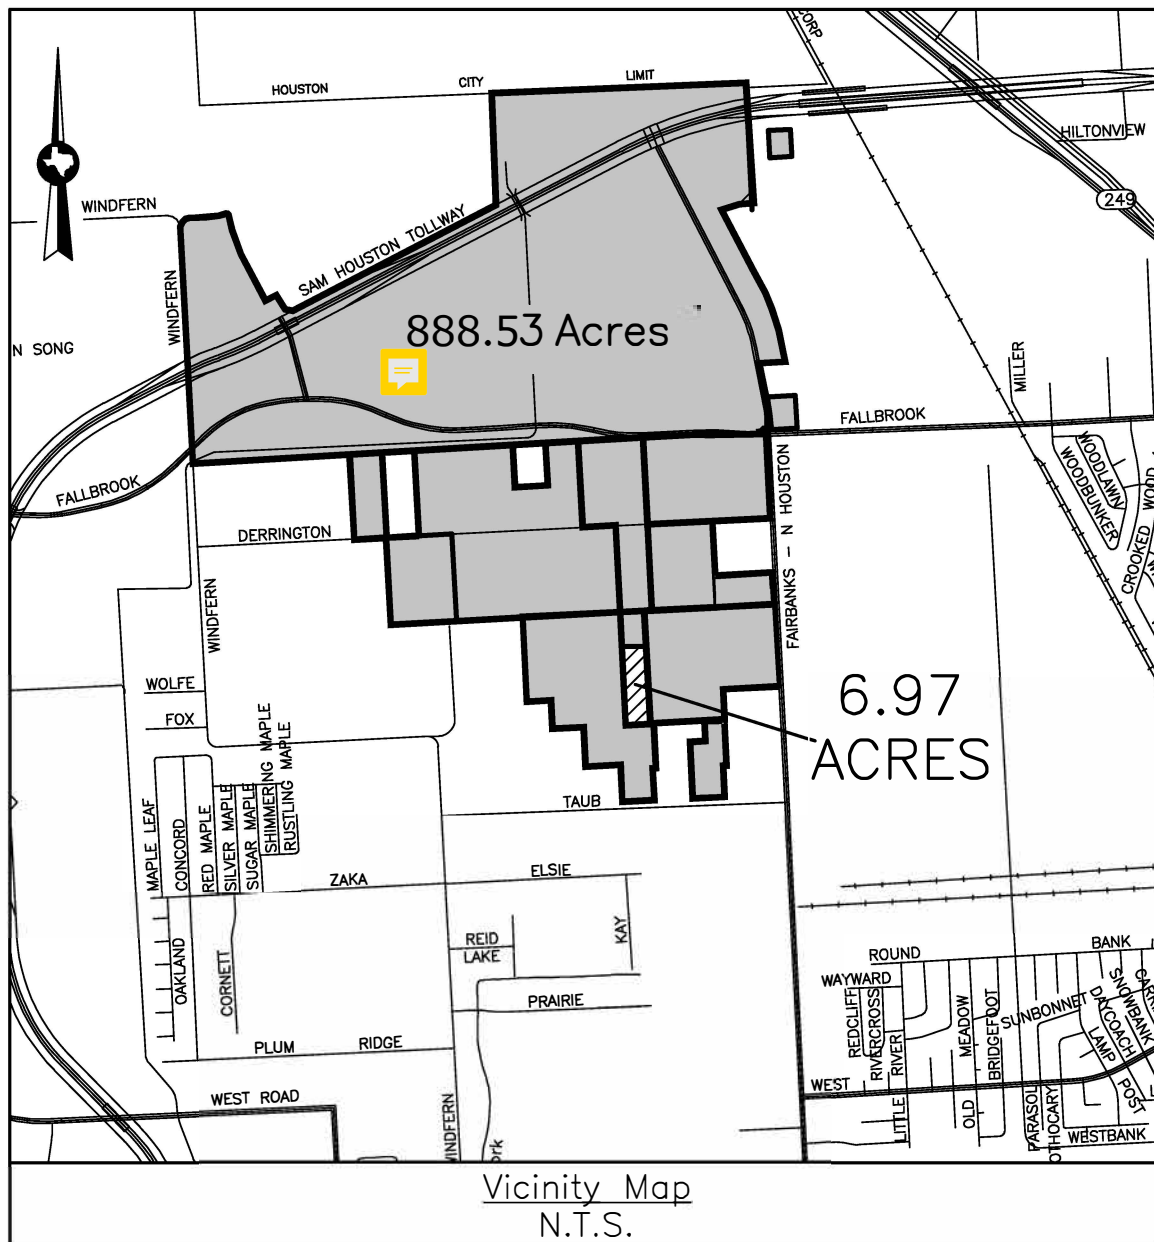 CORP
HOUSTON CITY LIMIT
HILTONVIEW
249
WINDFERN
WINDFERN
SAM HOUSTON TOLLWAY
N SONG
888.53 Acres
MILLER
FALLBROOK
FALLBROOK
WOODLAWN
WOODBUNKER
CROOKED WOOD
DERRINGTON
FAIRBANKS - N HOUSTON
WINDFERN
WOLFE
FOX
6.97
ACRES
MAPLE LEAF
CONCORD
RED MAPLE
SILVER MAPLE
SUGAR MAPLE
SHIMMERING MAPLE
RUSTLING MAPLE
TAUB
ZAKA
ELSIE
OAKLAND
CORNETT
REID
LAKE
KAY
PRAIRIE
PLUM RIDGE
WEST ROAD
WINDFERN
ork
ROUND BANK
WAYWARD
REDCLIFF
RIVERCROSS
LITTLE RIVER
OLD MEADOW
BRIDGEFOOT
SUNBONNET
PARASOL
OTHOCARY
LAMP POST
DAYCOACH
SNOWBANK
CARRI
WEST
WESTBANK
Vicinity Map
N.T.S.